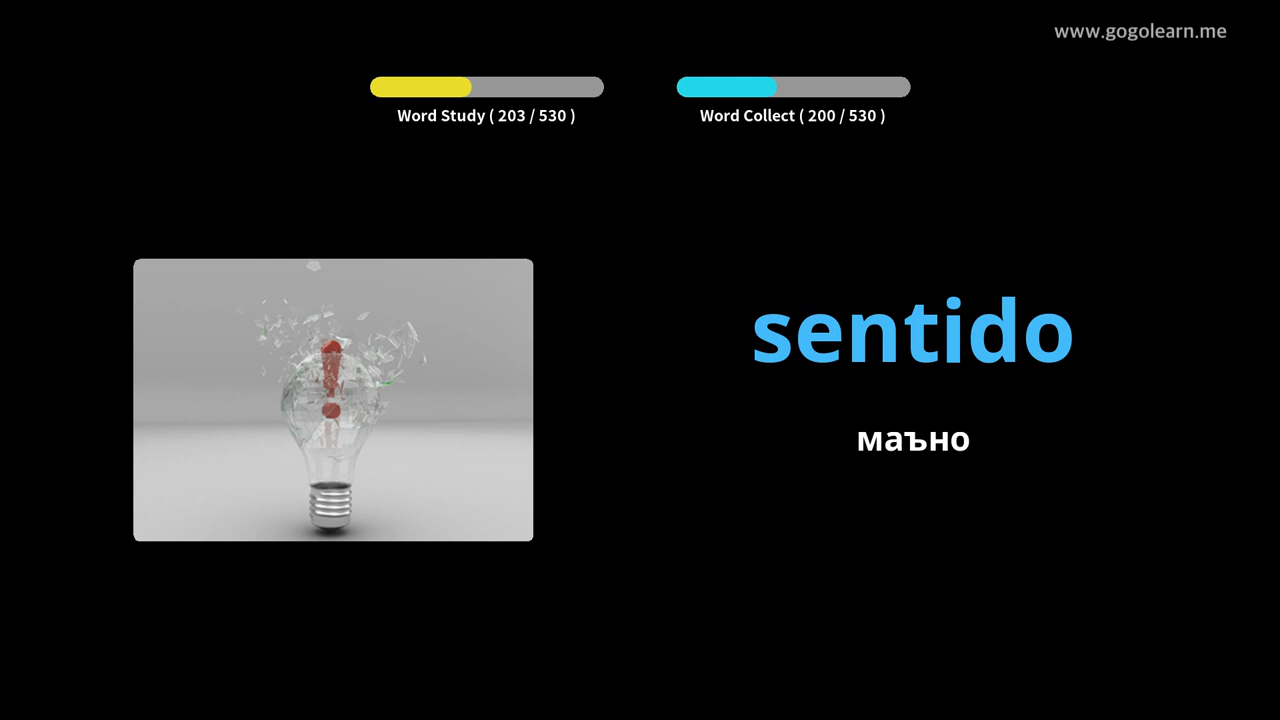 www.gogolearn.me
Word Study ( 203 / 530 )
Word Collect ( 200 / 530 )
sentido
маъно